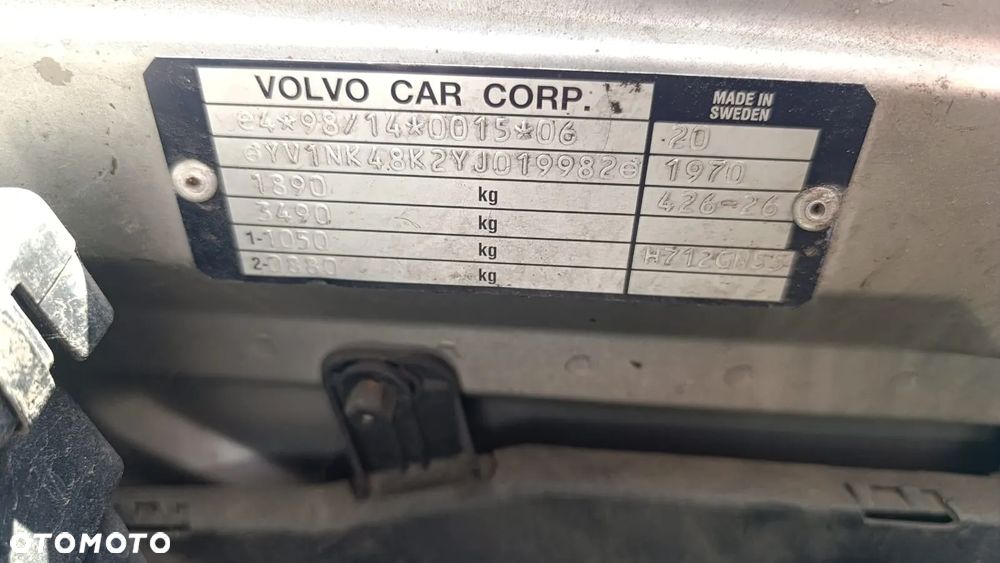 VOLVO CAR CORP.
MADE IN
SWEDEN
e4*98/14*0015*06
20
YV1NK48K2YJ019982
1970
1890 kg
426-26
3490 kg
1-1050 kg
2-0880 kg
OTOMOTO